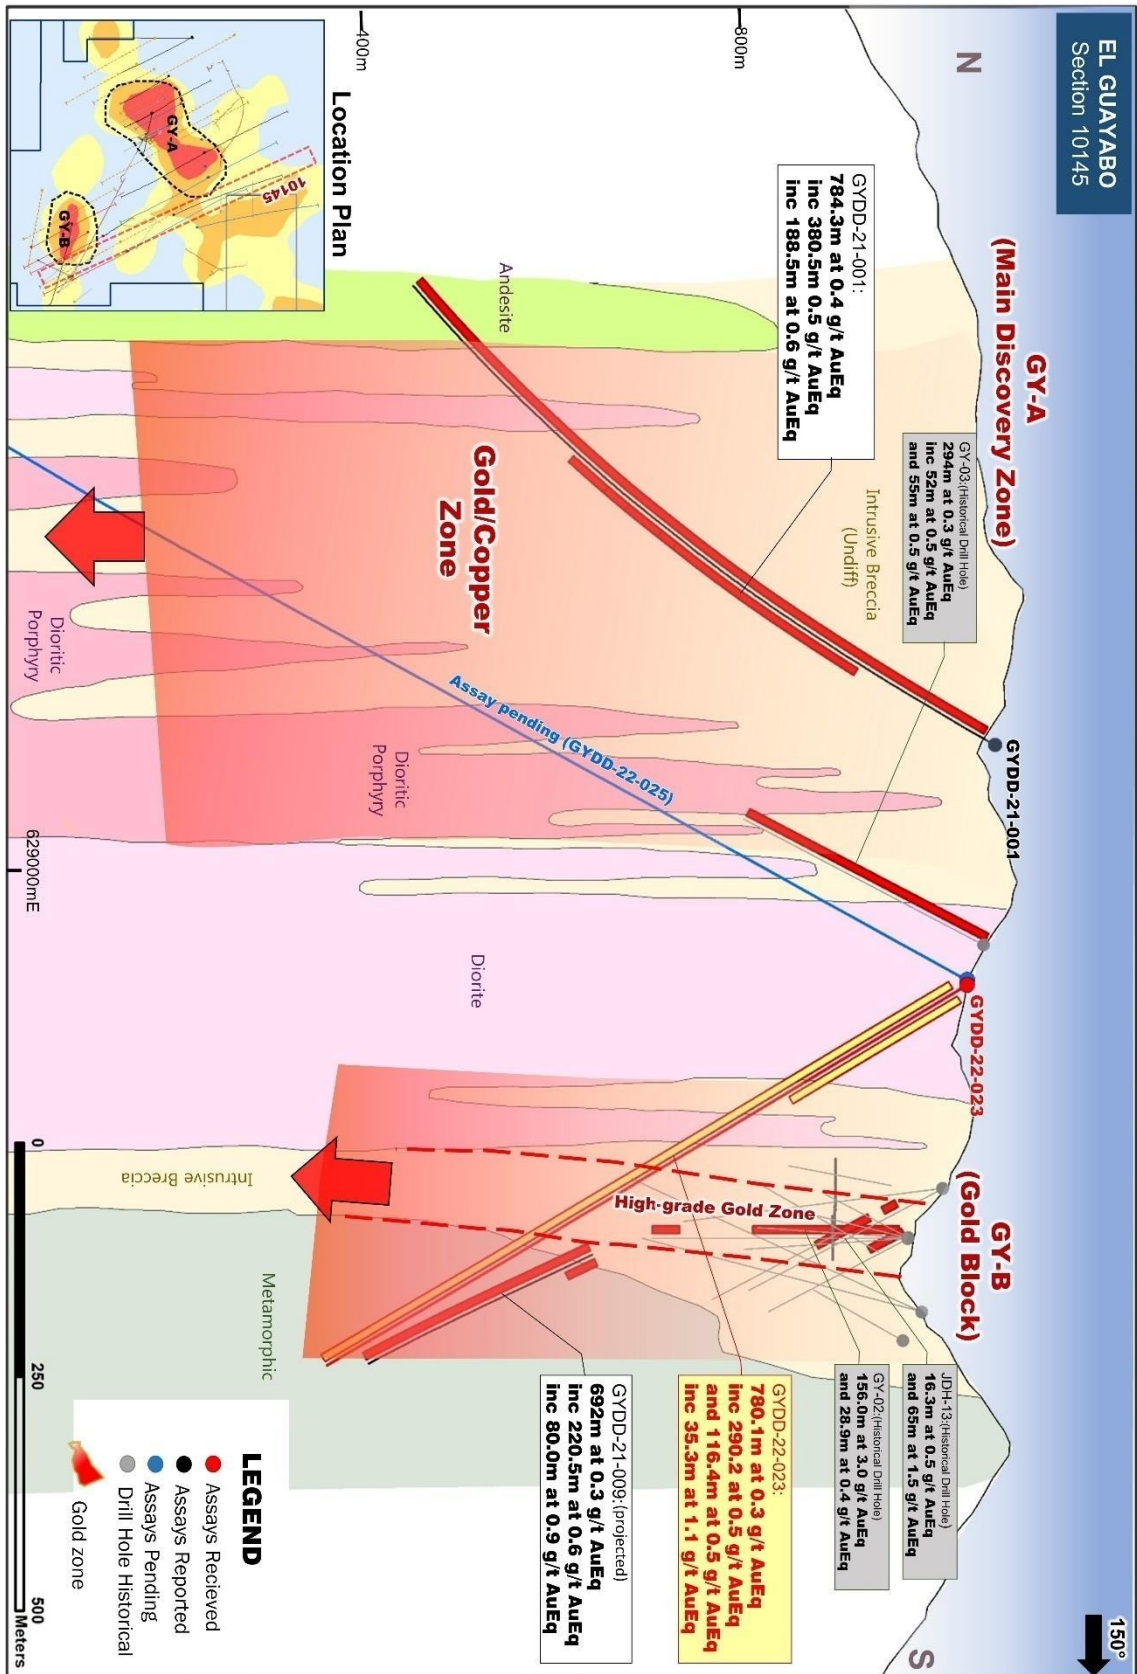 EL GUAYABO
Section 10145
N
150°
S
GY-A
(Main Discovery Zone)
GY-B
(Gold Block)
GYDD-21-001
GYDD-22-023
800m
400m
GYDD-21-001:
784.3m at 0.4 g/t AuEq
inc 380.5m 0.5 g/t AuEq
inc 188.5m at 0.6 g/t AuEq
GY-03:(Historical Drill Hole)
294m at 0.3 g/t AuEq
inc 52m at 0.5 g/t AuEq
and 55m at 0.5 g/t AuEq
JDH-13:(Historical Drill Hole)
16.3m at 0.5 g/t AuEq
and 65m at 1.5 g/t AuEq
GY-02:(Historical Drill Hole)
156.0m at 3.0 g/t AuEq
and 28.9m at 0.4 g/t AuEq
GYDD-22-023:
780.1m at 0.3 g/t AuEq
inc 290.2 at 0.5 g/t AuEq
and 116.4m at 0.5 g/t AuEq
inc 35.3m at 1.1 g/t AuEq
GYDD-21-009:(projected)
692m at 0.3 g/t AuEq
inc 220.5m at 0.6 g/t AuEq
inc 80.0m at 0.9 g/t AuEq
Intrusive Breccia
(Undiff)
Andesite
Gold/Copper
Zone
Assay pending (GYDD-22-025)
High-grade Gold Zone
Dioritic
Porphyry
Dioritic
Porphyry
Diorite
Intrusive Breccia
Metamorphic
Location Plan
GY-A
GY-B
10145
629000mE
LEGEND
Assays Recieved
Assays Reported
Assays Pending
Drill Hole Historical
Gold zone
0
250
500
Meters